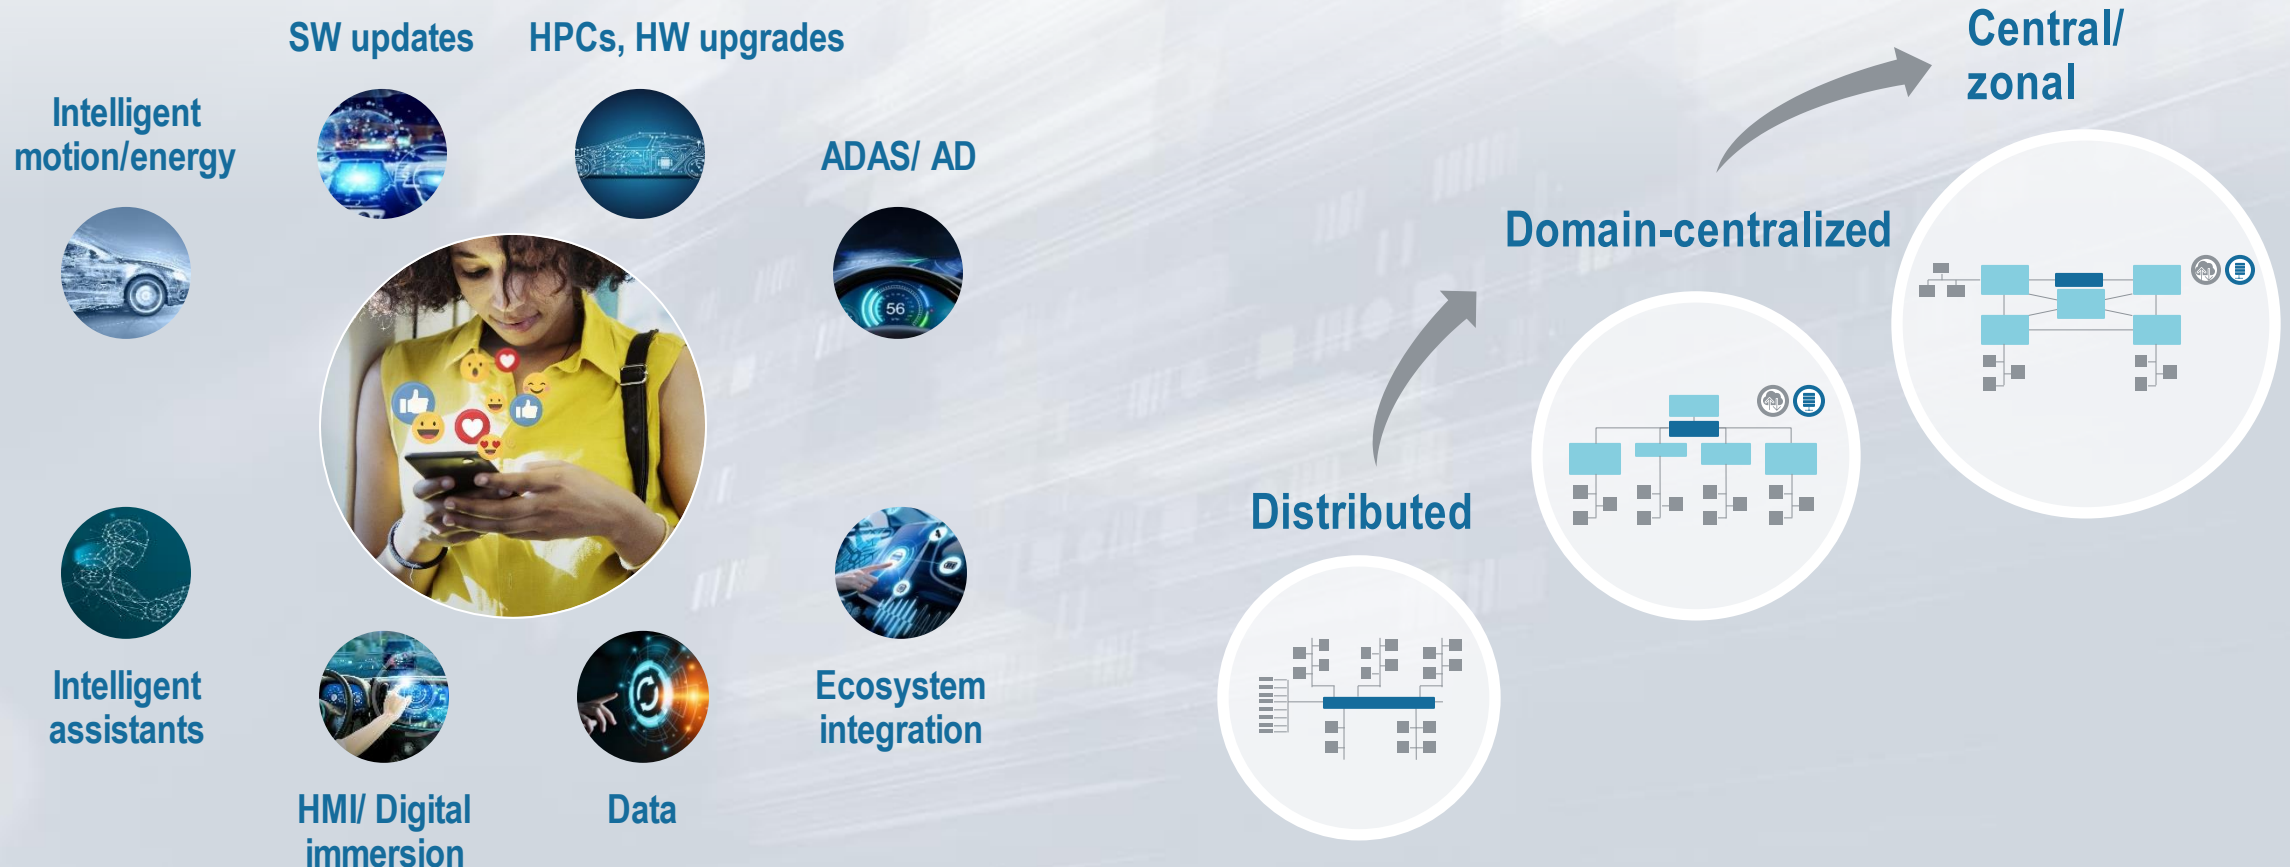 SW updates
HPCs, HW upgrades
Intelligent
motion/energy
ADAS/ AD
56
Intelligent
assistants
Ecosystem
integration
HMI/ Digital
immersion
Data
Central/
zonal
Domain-centralized
Distributed